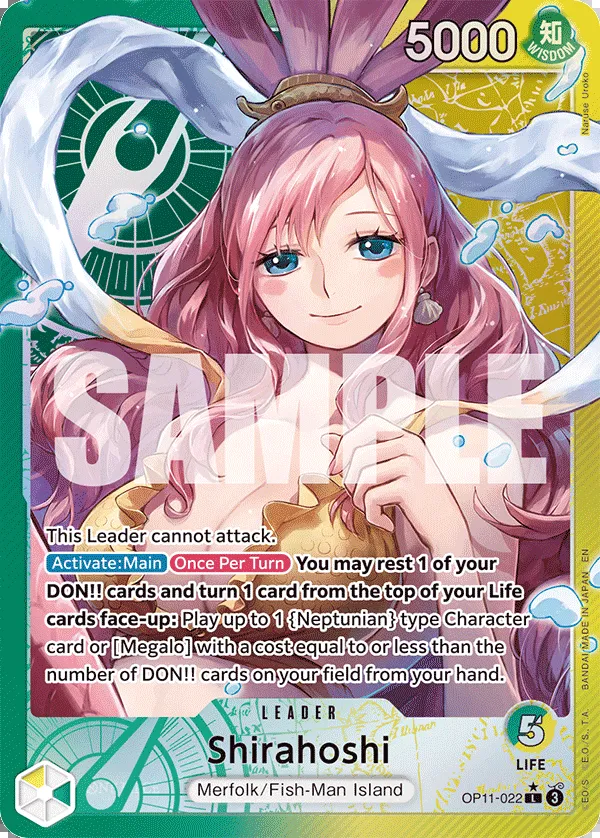 5000
知
WISDOM
Naruse Uroko
SAMPLE
This Leader cannot attack.
Activate:Main Once Per Turn You may rest 1 of your
DON!! cards and turn 1 card from the top of your Life
cards face-up: Play up to 1 {Neptunian} type Character
card or [Megalo] with a cost equal to or less than the
number of DON!! cards on your field from your hand.
BANDAI MADE IN JAPAN EN
LEADER
Shirahoshi
Merfolk/Fish-Man Island
5
LIFE
OP11-022 L 3